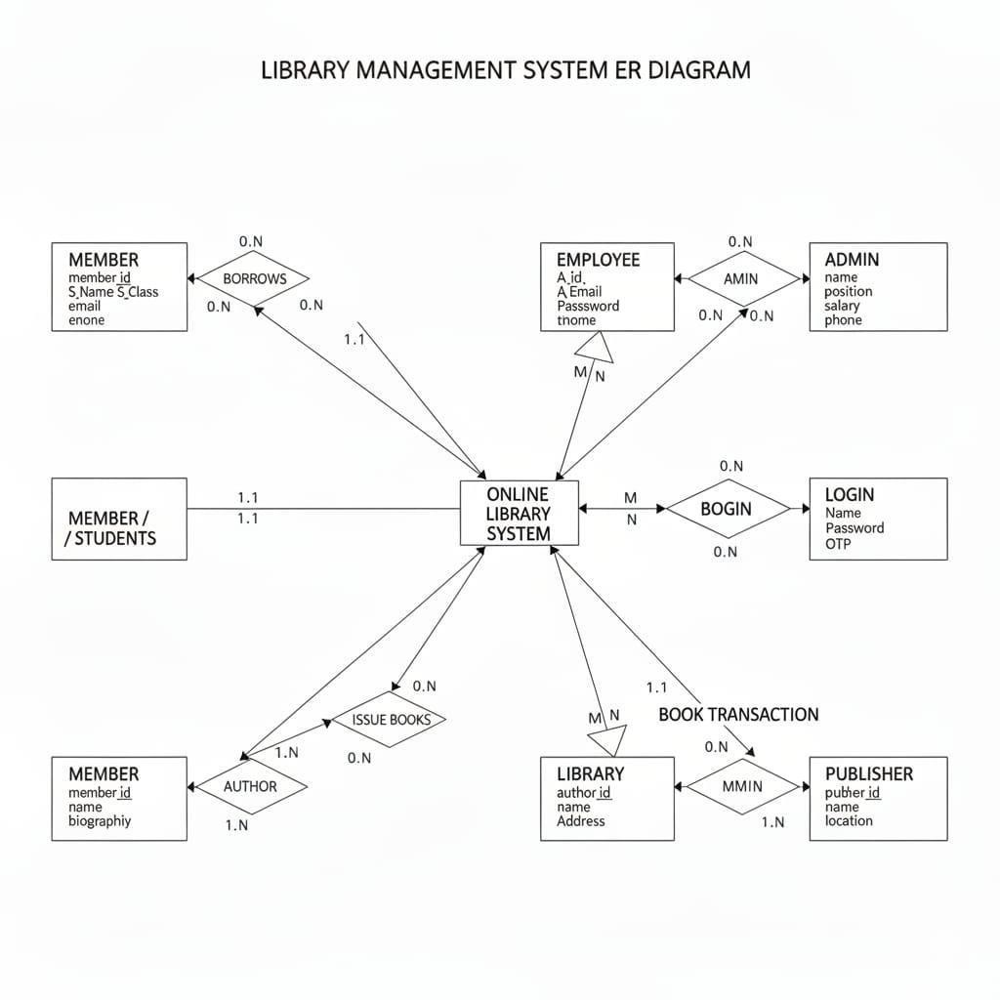 LIBRARY MANAGEMENT SYSTEM ER DIAGRAM
0.N
MEMBER
member_id
S_Name S_Class
email
enone
BORROWS
0.N
0.N
1.1
EMPLOYEE
A_id.
A_Email
Passsword
tnome
0.N
AMIN
0.N
0.N
ADMIN
name
position
salary
phone
M
N
MEMBER /
/ STUDENTS
1.1
1.1
ONLINE
LIBRARY
SYSTEM
M
N
0.N
BOGIN
0.N
LOGIN
Name
Password
OTP
0.N
ISSUE BOOKS
0.N
1.N
MEMBER
member_id
name
biography
AUTHOR
1.N
M
N
LIBRARY
author_id
name
Address
1.1
BOOK TRANSACTION
0.N
MMIN
1.N
PUBLISHER
name
location